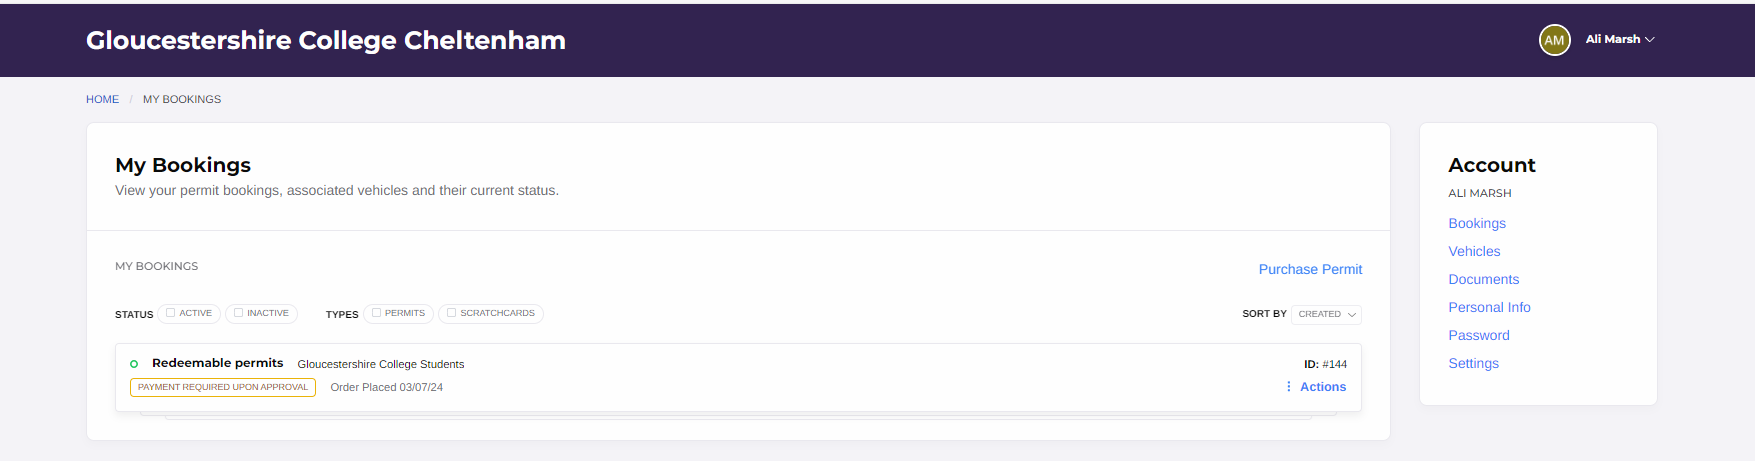 Gloucestershire College Cheltenham
AM Ali Marsh
HOME / MY BOOKINGS
My Bookings
View your permit bookings, associated vehicles and their current status.
MY BOOKINGS
Purchase Permit
STATUS ACTIVE INACTIVE TYPES PERMITS SCRATCHCARDS SORT BY CREATED
Redeemable permits Gloucestershire College Students ID: #144
PAYMENT REQUIRED UPON APPROVAL Order Placed 03/07/24 Actions
Account
ALI MARSH
Bookings
Vehicles
Documents
Personal Info
Password
Settings